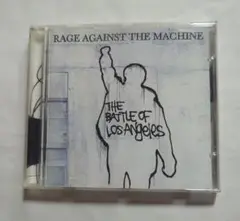 RAGE AGAINST THE MACHINE
THE
BATTLE OF
LOS ANGELES